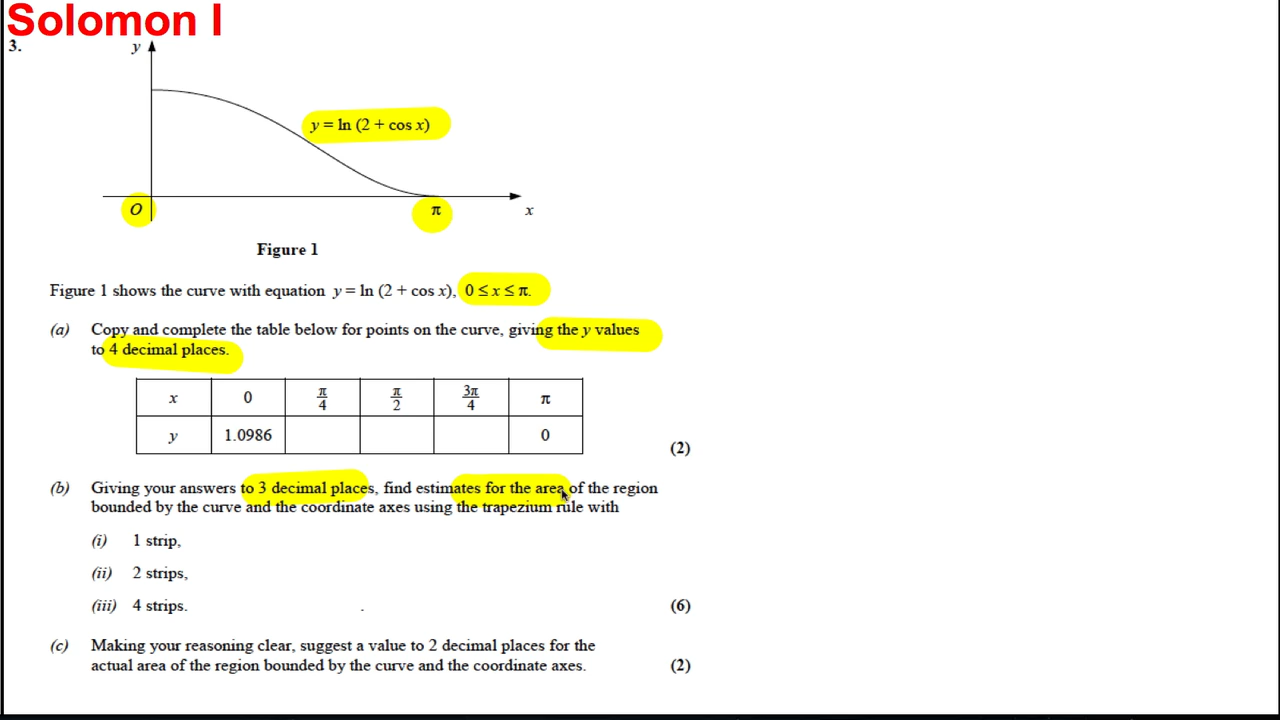 Solomon I
3.
y
y = ln (2 + cos x)
O
π
x
Figure 1
Figure 1 shows the curve with equation y = ln (2 + cos x), 0 ≤ x ≤ π.
(a) Copy and complete the table below for points on the curve, giving the y values
to 4 decimal places.
x 0 π/4 π/2 3π/4 π
y 1.0986 0
(2)
(b) Giving your answers to 3 decimal places, find estimates for the area of the region
bounded by the curve and the coordinate axes using the trapezium rule with
(i) 1 strip,
(ii) 2 strips,
(iii) 4 strips. (6)
(c) Making your reasoning clear, suggest a value to 2 decimal places for the
actual area of the region bounded by the curve and the coordinate axes. (2)